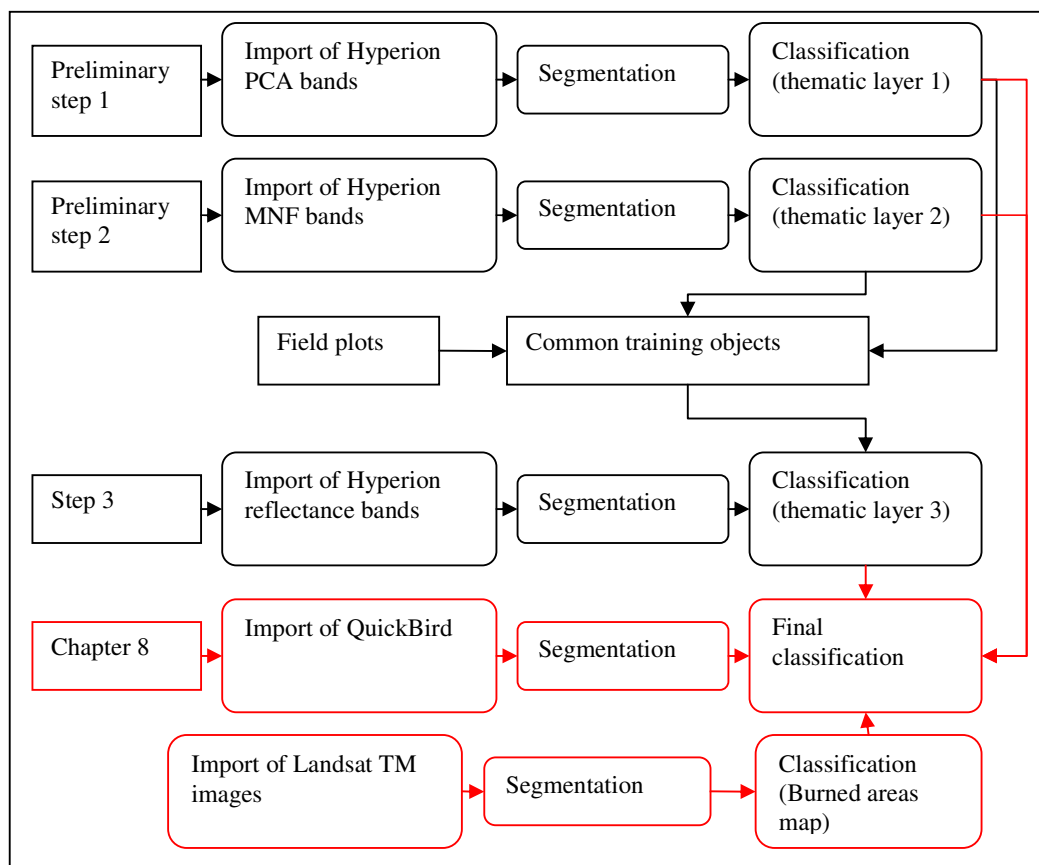 Preliminary
step 1
Import of Hyperion
PCA bands
Segmentation
Classification
(thematic layer 1)
Preliminary
step 2
Import of Hyperion
MNF bands
Segmentation
Classification
(thematic layer 2)
Field plots
Common training objects
Step 3
Import of Hyperion
reflectance bands
Segmentation
Classification
(thematic layer 3)
Chapter 8
Import of QuickBird
Segmentation
Final
classification
Import of Landsat TM
images
Segmentation
Classification
(Burned areas
map)